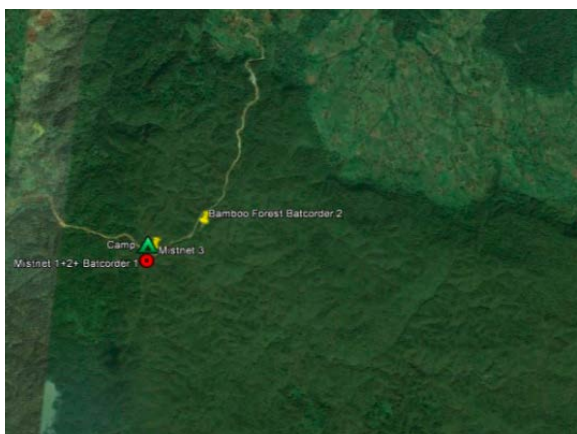 Bamboo Forest Batcorder 2
Camp
Mistnet 3
Mistnet 1+2+ Batcorder 1